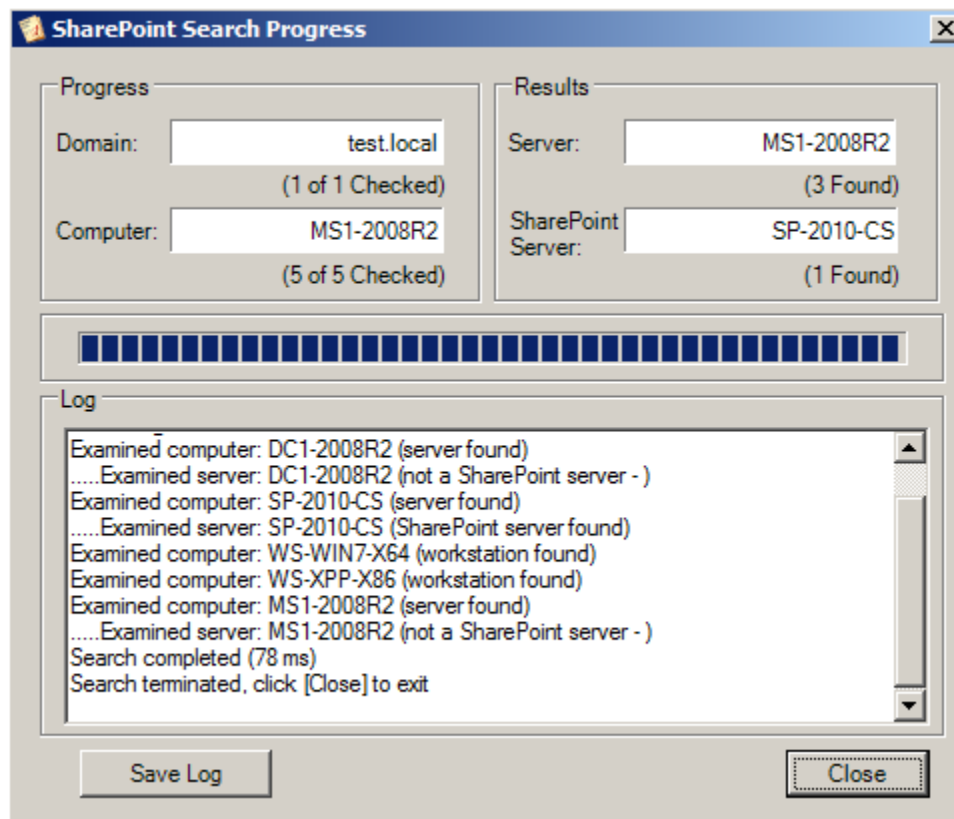 SharePoint Search Progress
Progress
Domain: test.local
(1 of 1 Checked)
Computer: MS1-2008R2
(5 of 5 Checked)
Results
Server: MS1-2008R2
(3 Found)
SharePoint
Server: SP-2010-CS
(1 Found)
Log
Examined computer: DC1-2008R2 (server found)
.....Examined server: DC1-2008R2 (not a SharePoint server - )
Examined computer: SP-2010-CS (server found)
.....Examined server: SP-2010-CS (SharePoint server found)
Examined computer: WS-WIN7-X64 (workstation found)
Examined computer: WS-XPP-X86 (workstation found)
Examined computer: MS1-2008R2 (server found)
.....Examined server: MS1-2008R2 (not a SharePoint server - )
Search completed (78 ms)
Search terminated, click [Close] to exit
Save Log
Close